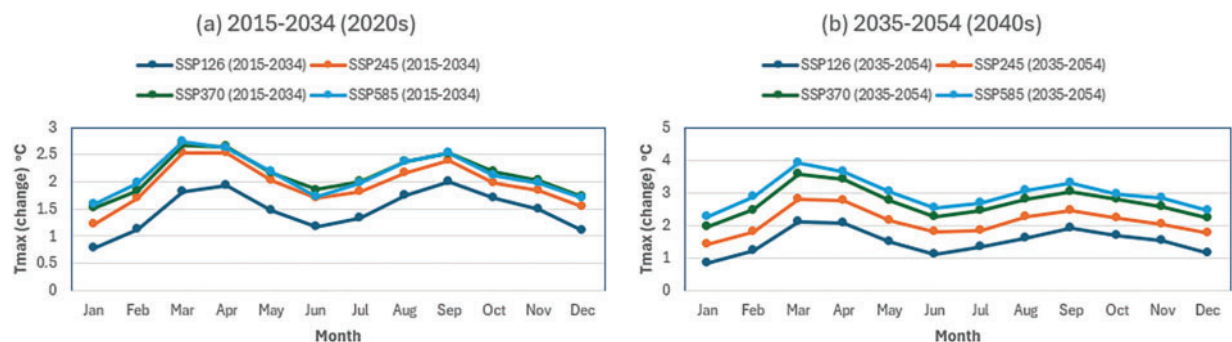 (a) 2015-2034 (2020s)
SSP126 (2015-2034) SSP245 (2015-2034)
SSP370 (2015-2034) SSP585 (2015-2034)
Tmax (change) °C
3
2.5
2
1.5
1
0.5
0
Jan Feb Mar Apr May Jun Jul Aug Sep Oct Nov Dec
Month
(b) 2035-2054 (2040s)
SSP126 (2035-2054) SSP245 (2035-2054)
SSP370 (2035-2054) SSP585 (2035-2054)
Tmax (change) °C
5
4
3
2
1
0
Jan Feb Mar Apr May Jun Jul Aug Sep Oct Nov Dec
Month